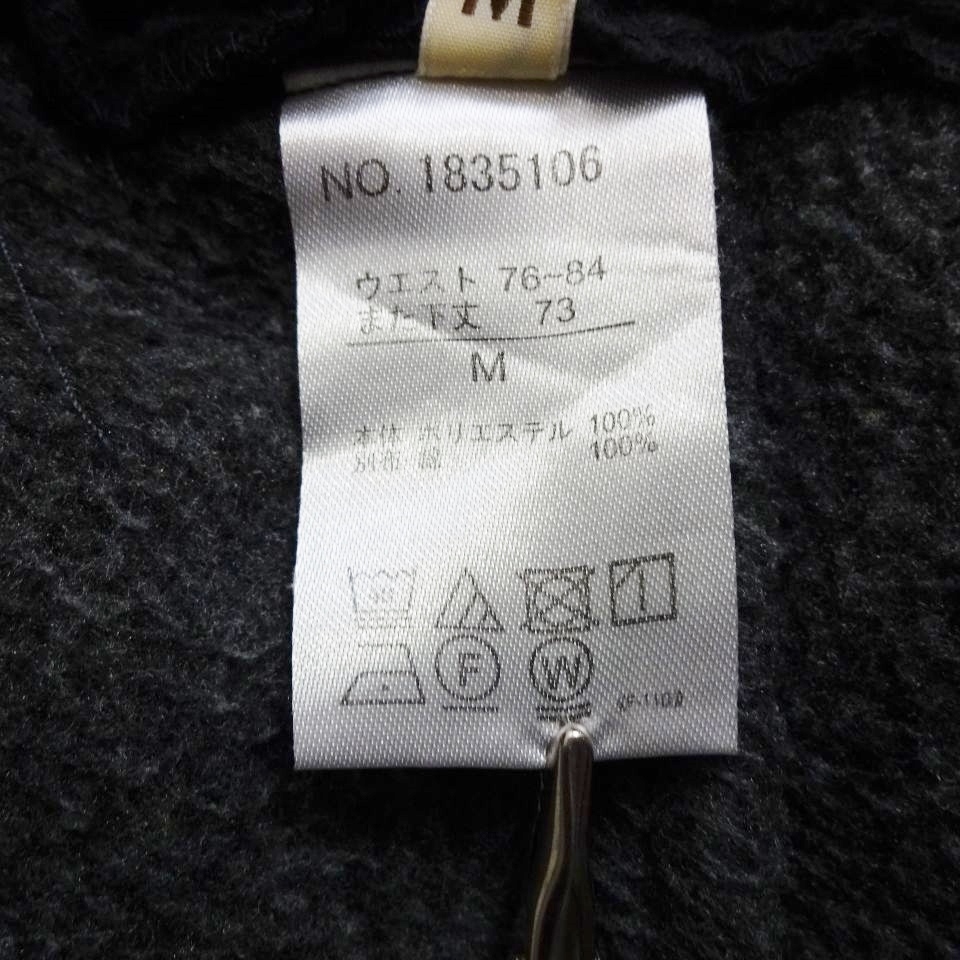 M
NO. 1835106
ウエスト 76~84
また下丈 73
M
本体 ポリエステル 100%
別布 綿 100%
F
W